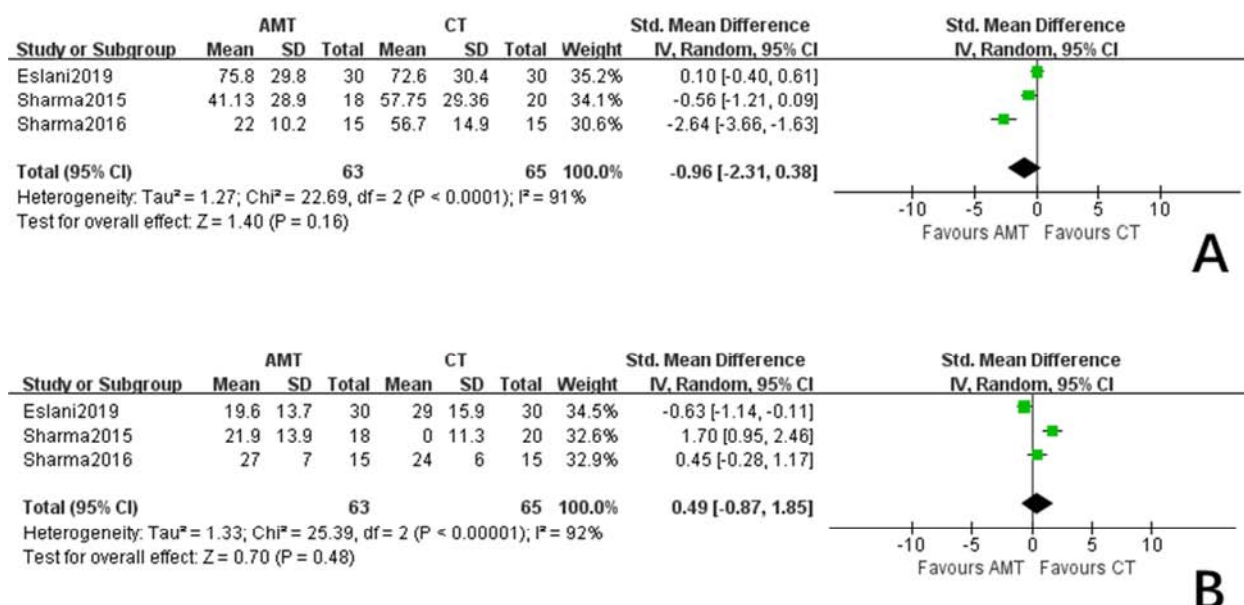 AMT CT Std. Mean Difference Std. Mean Difference
Study or Subgroup Mean SD Total Mean SD Total Weight IV, Random, 95% CI IV, Random, 95% CI
Eslani2019 75.8 29.8 30 72.6 30.4 30 35.2% 0.10 [-0.40, 0.61]
Sharma2015 41.13 28.9 18 57.75 29.36 20 34.1% -0.56 [-1.21, 0.09]
Sharma2016 22 10.2 15 56.7 14.9 15 30.6% -2.64 [-3.66, -1.63]
Total (95% CI) 63 65 100.0% -0.96 [-2.31, 0.38]
Heterogeneity: Tau² = 1.27; Chi² = 22.69, df = 2 (P < 0.0001); I² = 91%
Test for overall effect: Z = 1.40 (P = 0.16)
-10 -5 0 5 10
Favours AMT Favours CT
A
AMT CT Std. Mean Difference Std. Mean Difference
Study or Subgroup Mean SD Total Mean SD Total Weight IV, Random, 95% CI IV, Random, 95% CI
Eslani2019 19.6 13.7 30 29 15.9 30 34.5% -0.63 [-1.14, -0.11]
Sharma2015 21.9 13.9 18 0 11.3 20 32.6% 1.70 [0.95, 2.46]
Sharma2016 27 7 15 24 6 15 32.9% 0.45 [-0.28, 1.17]
Total (95% CI) 63 65 100.0% 0.49 [-0.87, 1.85]
Heterogeneity: Tau² = 1.33; Chi² = 25.39, df = 2 (P < 0.00001); I² = 92%
Test for overall effect: Z = 0.70 (P = 0.48)
-10 -5 0 5 10
Favours AMT Favours CT
B